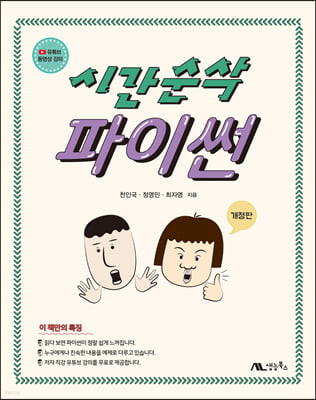 유튜브
동영상 강의
시간순삭
파이썬
천인국 · 정영민 · 최자영 지음
개정판
이 책만의 특징
읽다 보면 파이썬이 정말 쉽게 느껴집니다.
누구에게나 친숙한 내용을 예제로 다루고 있습니다.
저자 직강 유튜브 강의를 무료로 제공합니다.
생능북스